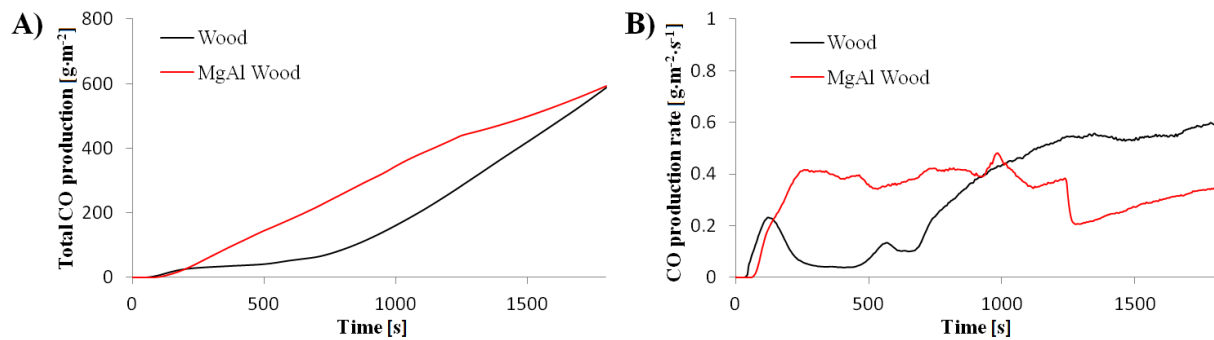 A)
Total CO production [g·m-2]
800
600
400
200
0
Wood
MgAl Wood
0
500
1000
1500
Time [s]
B)
CO production rate [g·m-2·s-1]
1
0.8
0.6
0.4
0.2
0
Wood
MgAl Wood
0
500
1000
1500
Time [s]